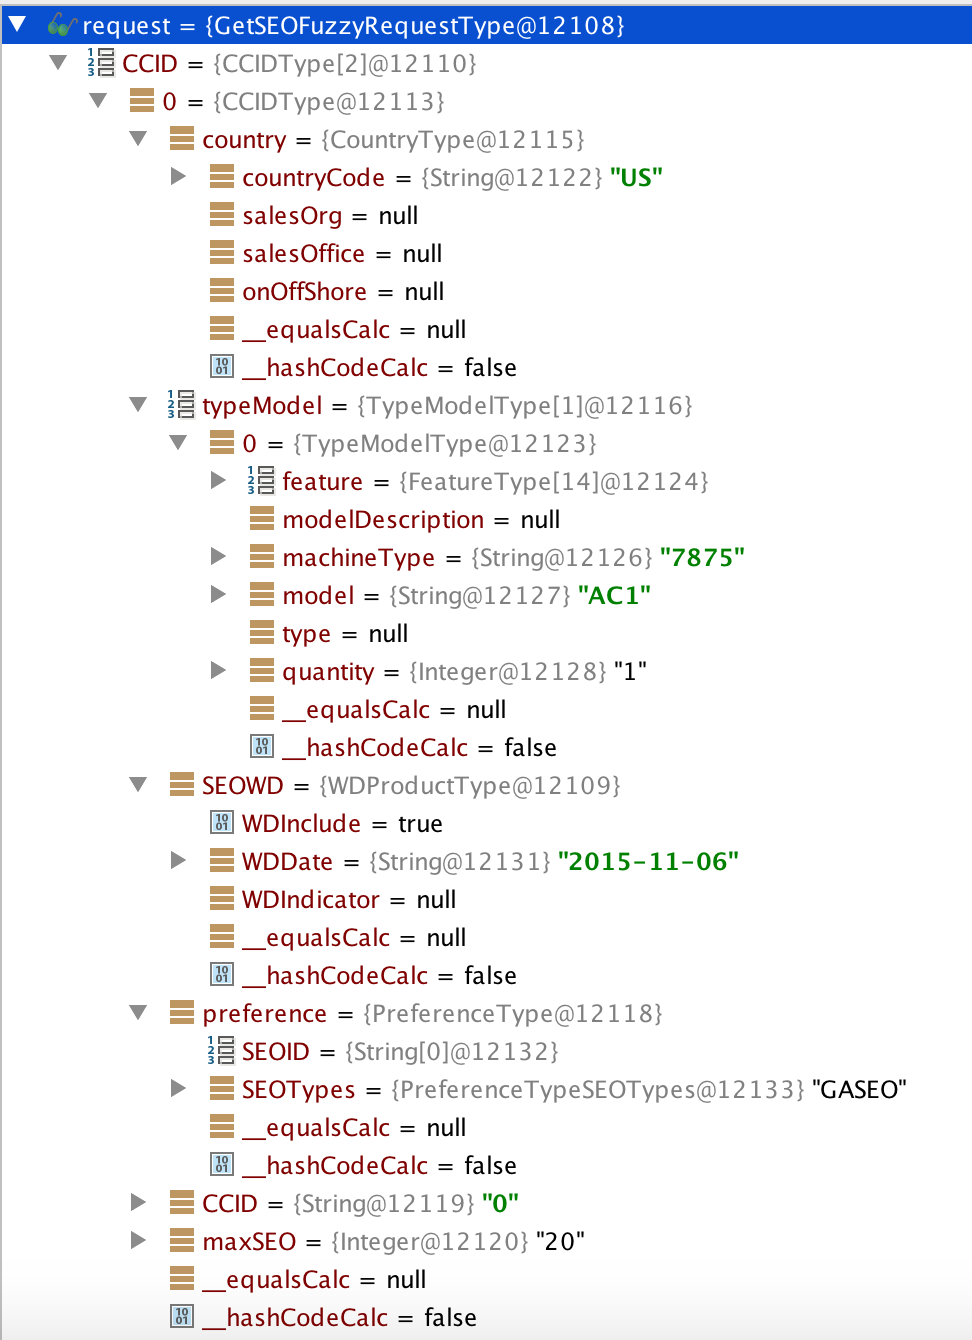 request = {GetSEOFuzzyRequestType@12108}
CCID = {CCIDType[2]@12110}
0 = {CCIDType@12113}
country = {CountryType@12115}
countryCode = {String@12122} "US"
salesOrg = null
salesOffice = null
onOffShore = null
__equalsCalc = null
__hashCodeCalc = false
typeModel = {TypeModelType[1]@12116}
0 = {TypeModelType@12123}
feature = {FeatureType[14]@12124}
modelDescription = null
machineType = {String@12126} "7875"
model = {String@12127} "AC1"
type = null
quantity = {Integer@12128} "1"
__equalsCalc = null
__hashCodeCalc = false
SEOWD = {WDProductType@12109}
WDInclude = true
WDDate = {String@12131} "2015-11-06"
WDIndicator = null
__equalsCalc = null
__hashCodeCalc = false
preference = {PreferenceType@12118}
SEOID = {String[0]@12132}
SEOTypes = {PreferenceTypeSEOTypes@12133} "GASEO"
__equalsCalc = null
__hashCodeCalc = false
CCID = {String@12119} "0"
maxSEO = {Integer@12120} "20"
__equalsCalc = null
__hashCodeCalc = false